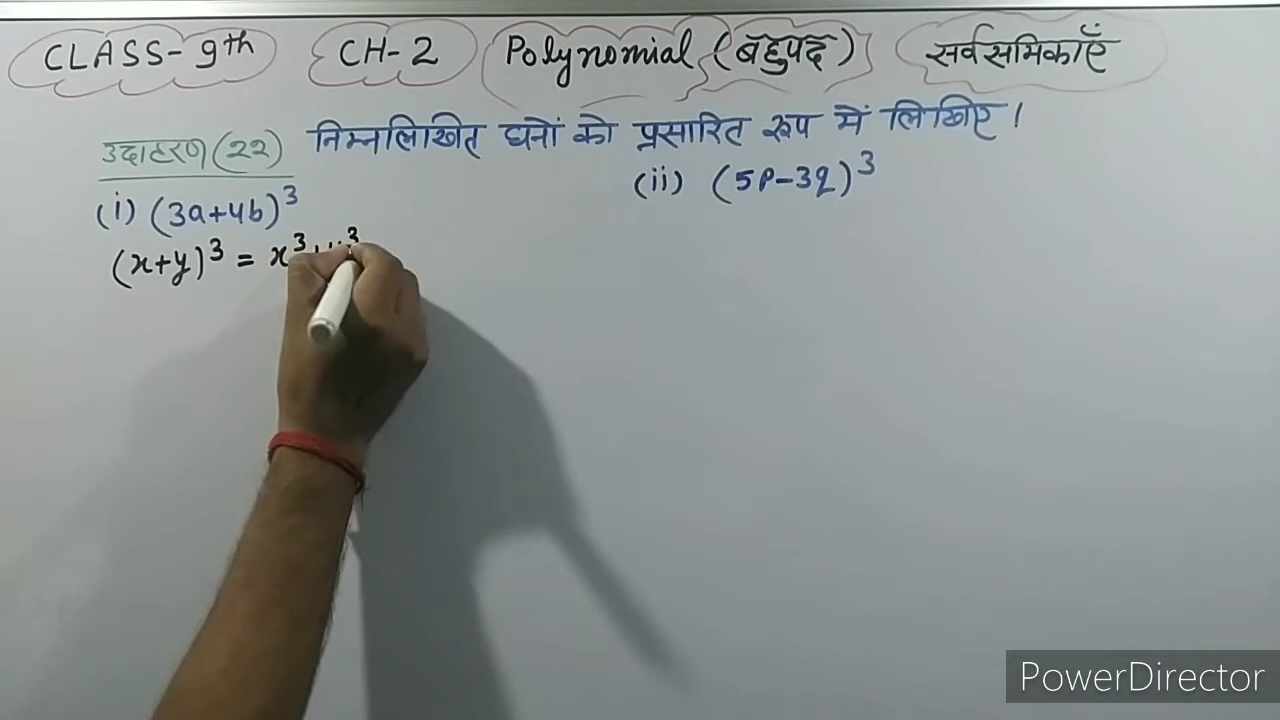 CLASS-9th CH-2 Polynomial (बहुपद) सर्वसमिकाएँ
उदाहरण (22) निम्नलिखित घनों को प्रसारित रूप में लिखिए।
(i) (3a+4b)³ (ii) (5p-3q)³
(x+y)³ = x³+y³
PowerDirector